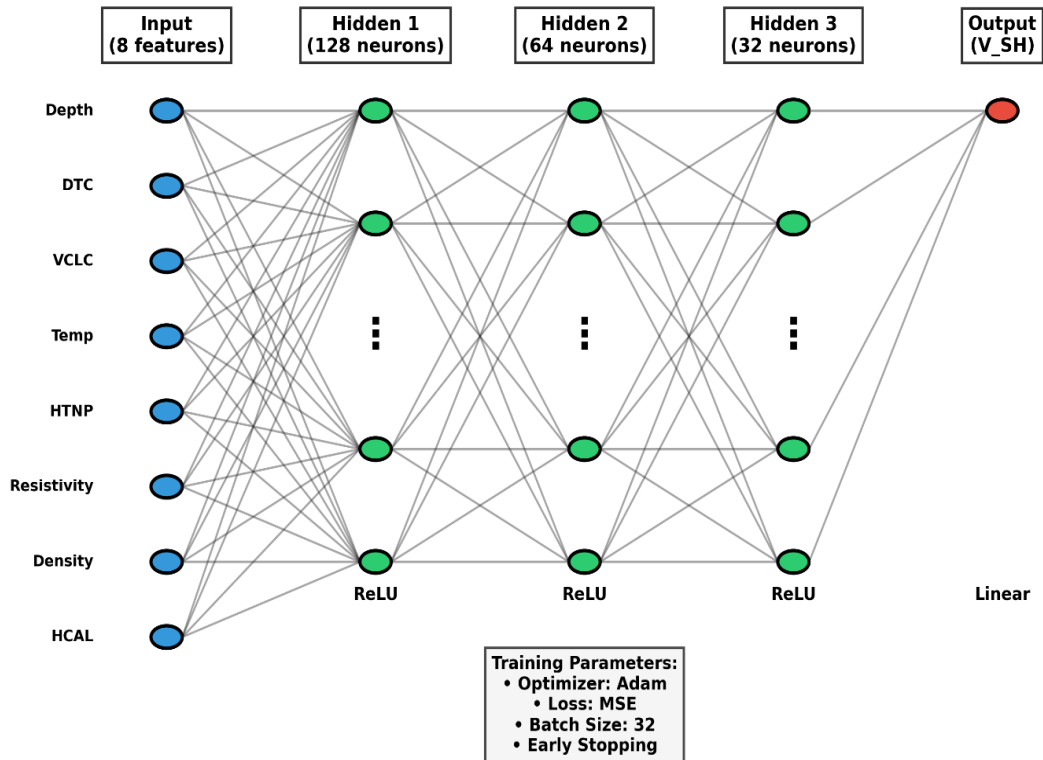 Input
(8 features)
Hidden 1
(128 neurons)
Hidden 2
(64 neurons)
Hidden 3
(32 neurons)
Output
(V_SH)
Depth
DTC
VCLC
Temp
HTNP
Resistivity
Density
HCAL
ReLU
ReLU
ReLU
Linear
Training Parameters:
• Optimizer: Adam
• Loss: MSE
• Batch Size: 32
• Early Stopping